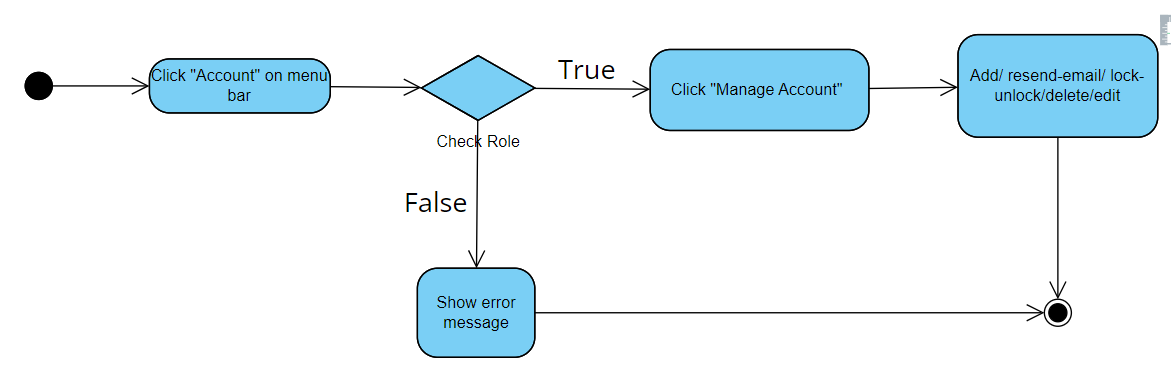 Click "Account" on menu
bar
True
Click "Manage Account"
Add/ resend-email/ lock-
unlock/delete/edit
Check Role
False
Show error
message